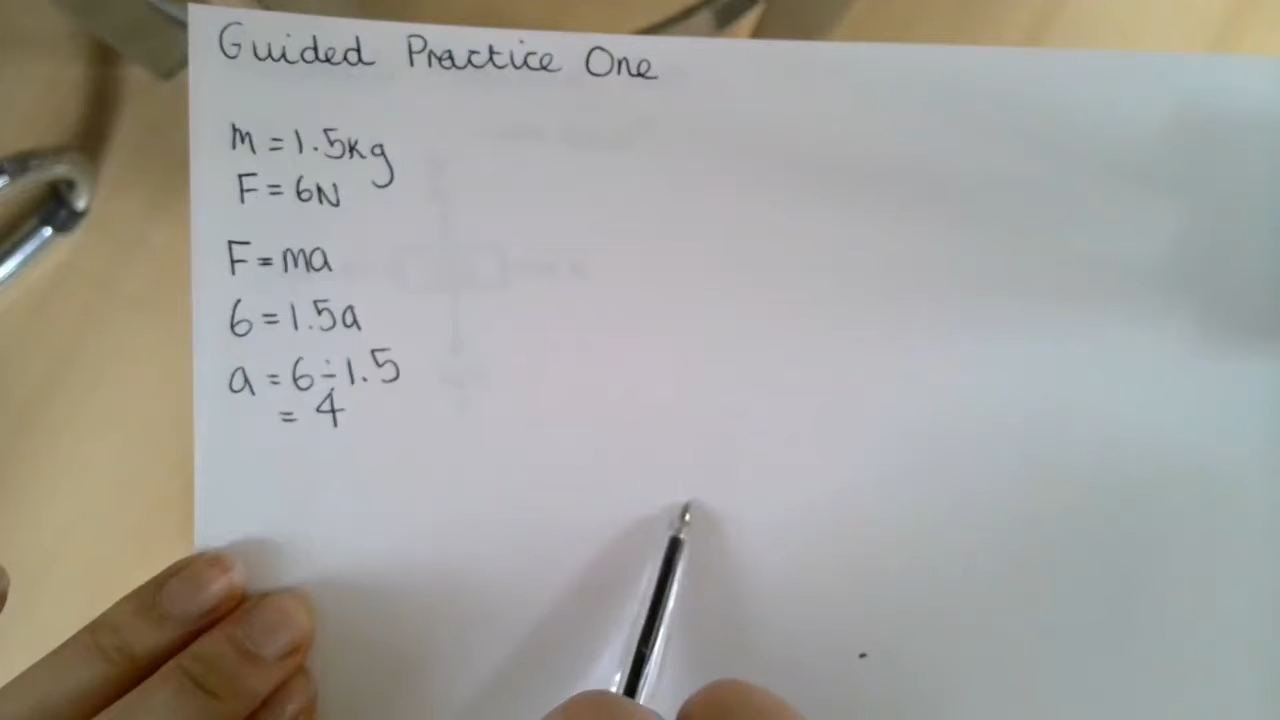 Guided Practice One
m = 1.5kg
F = 6N
F = ma
6 = 1.5a
a = 6 ÷ 1.5
= 4